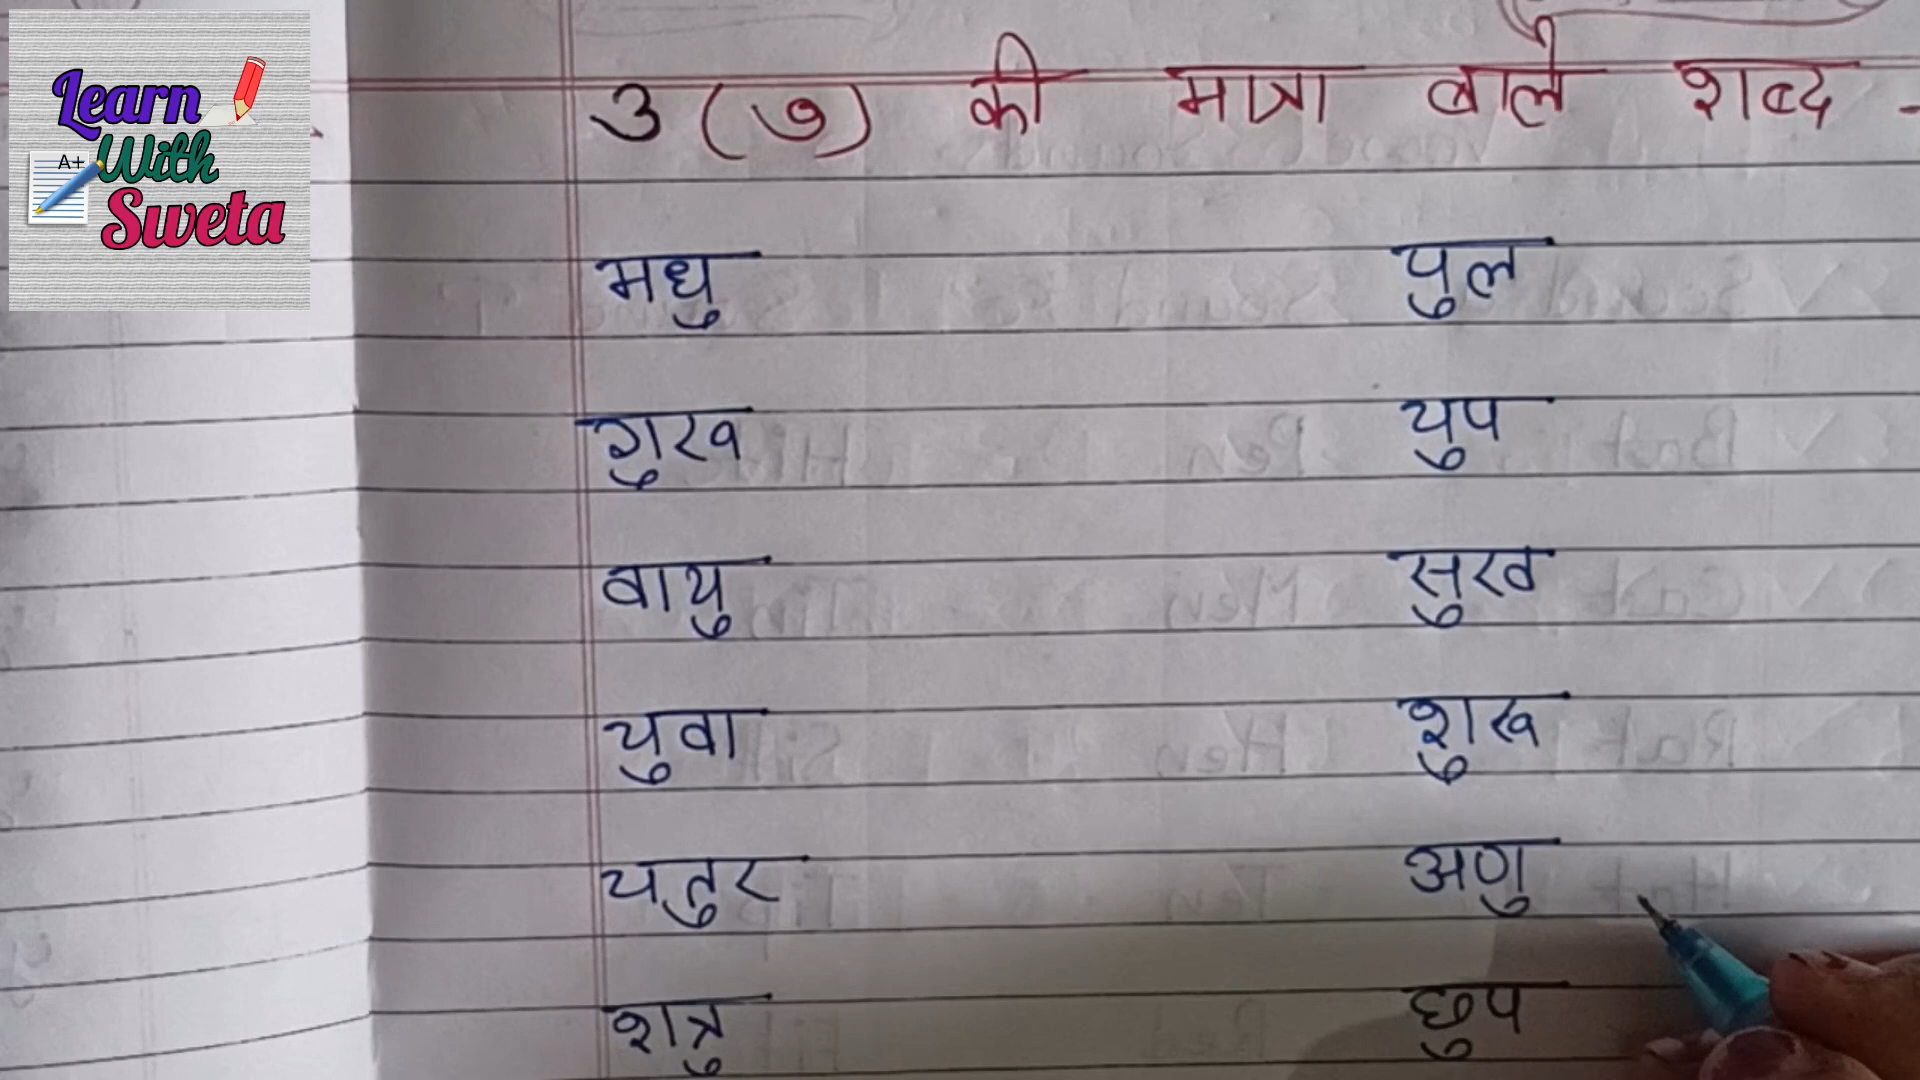 उ ( ु ) की मात्रा वाले शब्द -
मधु पुल
गुख चुप
वायु सुख
युवा शुख
चतुर अणु
शत्रु छुप
Learn
With
Sweta
A+